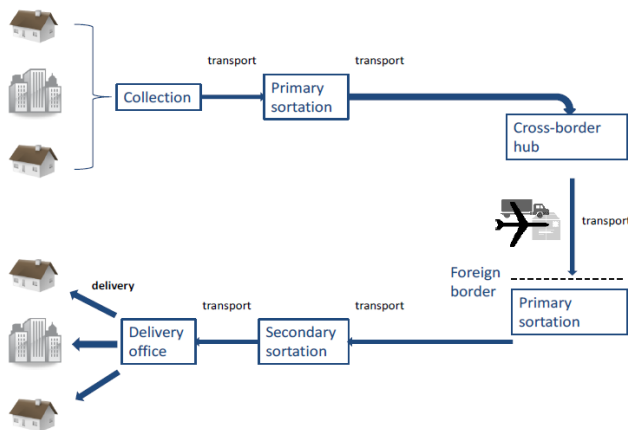 transport
transport
Collection
Primary
sortation
Cross-border
hub
transport
Foreign
border
Primary
sortation
delivery
transport
transport
Delivery
office
Secondary
sortation